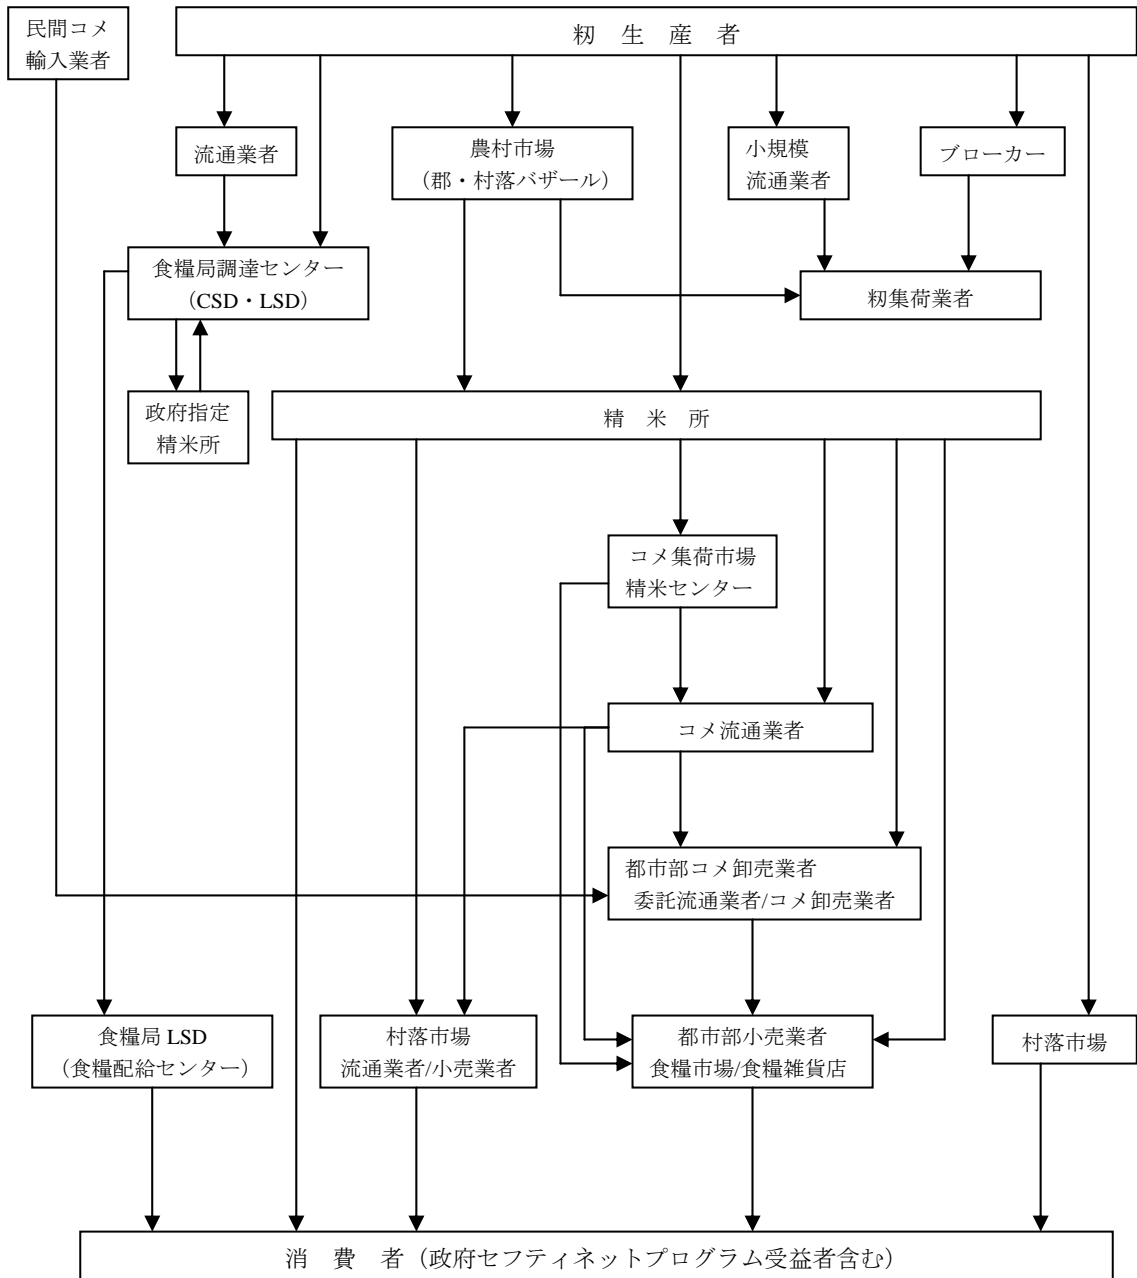 民間コメ
輸入業者
籾 生 産 者
流通業者
農村市場
（郡・村落バザール）
小規模
流通業者
ブローカー
食糧局調達センター
（CSD・LSD）
籾集荷業者
政府指定
精米所
精 米 所
コメ集荷市場
精米センター
コメ流通業者
都市部コメ卸売業者
委託流通業者/コメ卸売業者
食糧局 LSD
（食糧配給センター）
村落市場
流通業者/小売業者
都市部小売業者
食糧市場/食糧雑貨店
村落市場
消 費 者（政府セフティネットプログラム受益者含む）